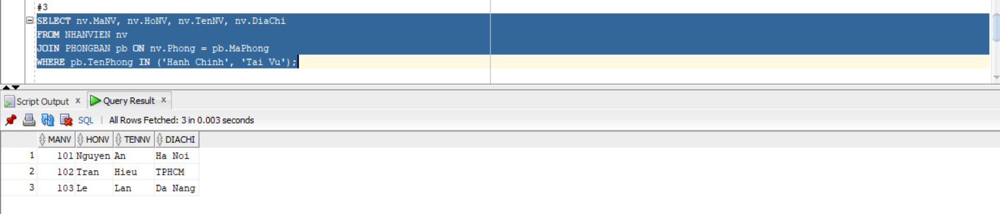 #3
SELECT nv.MaNV, nv.HoNV, nv.TenNV, nv.DiaChi
FROM NHANVIEN nv
JOIN PHONGBAN pb ON nv.Phong = pb.MaPhong
WHERE pb.TenPhong IN ('Hanh Chinh', 'Tai Vu');
Script Output x Query Result x
SQL | All Rows Fetched: 3 in 0.003 seconds
MANV HONV TENNV DIACHI
1 101 Nguyen An Ha Noi
2 102 Tran Hieu TPHCM
3 103 Le Lan Da Nang